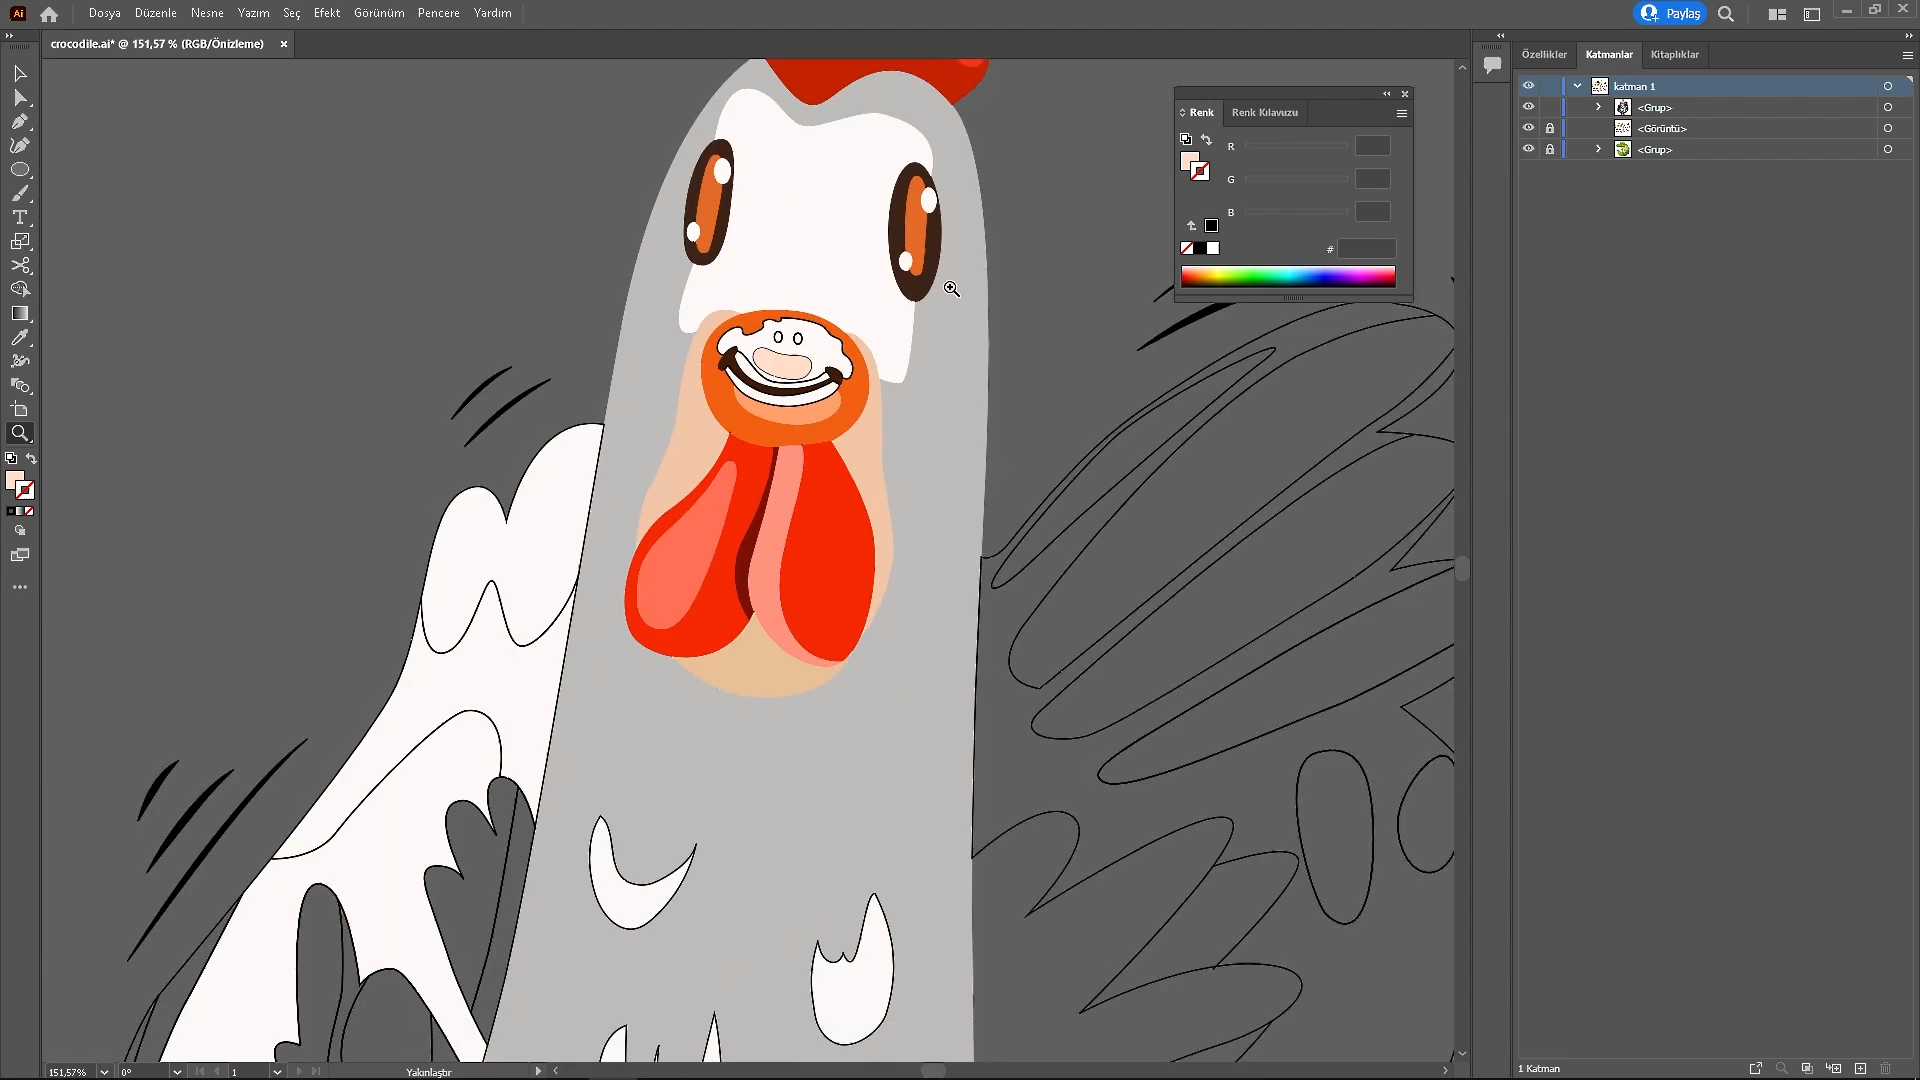 Ai
Dosya Düzenle Nesne Yazım Seç Efekt Görünüm Pencere Yardım
Paylaş
crocodile.ai* @ 151,57 % (RGB/Önizleme)
Özellikler Katmanlar Kitaplıklar
katman 1
<Grup>
<Görüntü>
<Grup>
Renk Renk Kılavuzu
R
G
B
#
151,57% 0° 1 Yakınlaştır
1 Katman